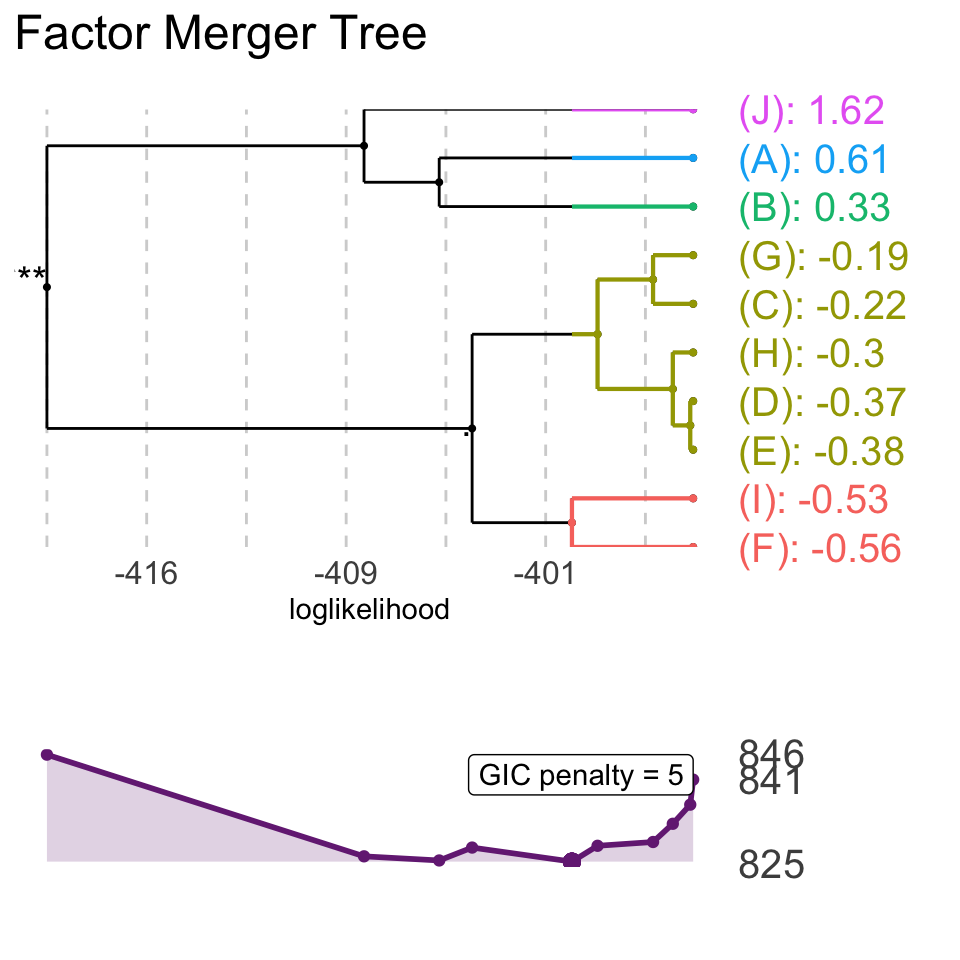 Factor Merger Tree
(J): 1.62
(A): 0.61
(B): 0.33
(G): -0.19
**
(C): -0.22
(H): -0.3
(D): -0.37
(E): -0.38
.
(I): -0.53
(F): -0.56
-416 -409 -401
loglikelihood
846
GIC penalty = 5
841
825